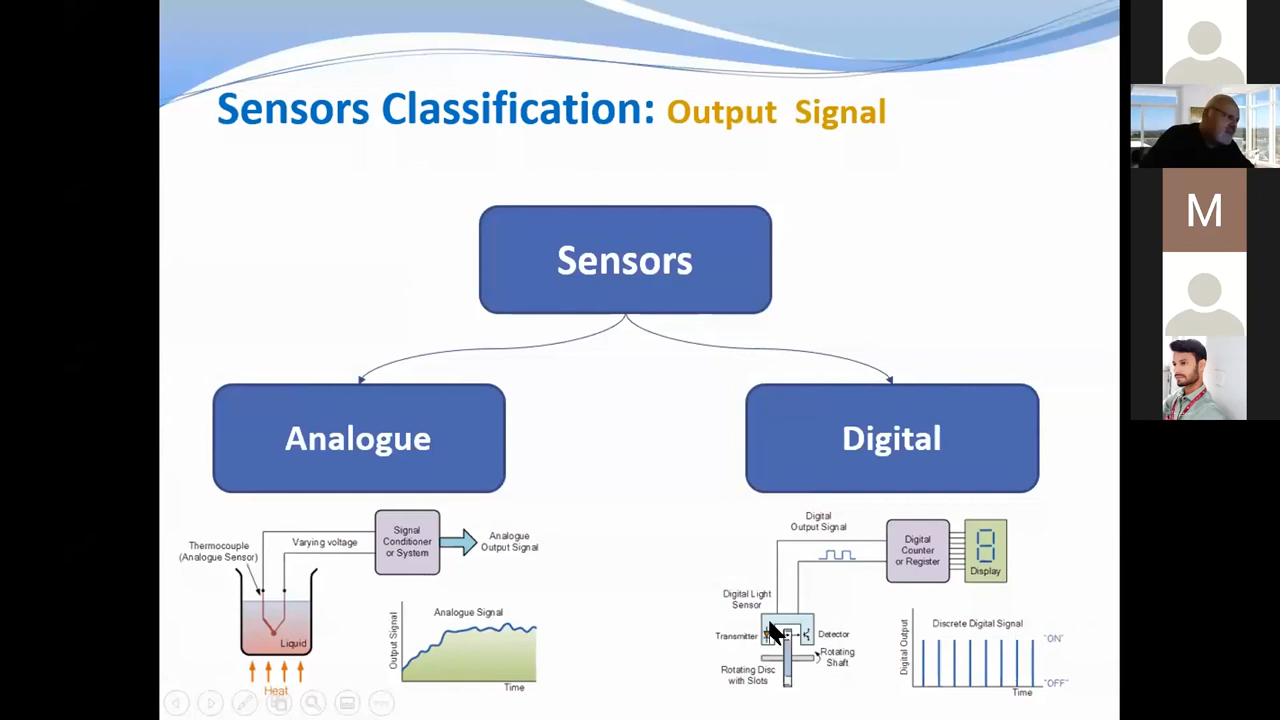 Sensors Classification: Output Signal
M
Sensors
Analogue
Digital
Thermocouple
(Analogue Sensor)
Varying voltage
Signal
Conditioner
or System
Analogue
Output Signal
Liquid
Heat
Analogue Signal
Output Signal
Time
Digital
Output Signal
Digital
Counter
or Register
8
Display
Digital Light
Sensor
Transmitter
Detector
Rotating
Shaft
Rotating Disc
with Slots
Discrete Digital Signal
Digital Output
"ON"
"OFF"
Time